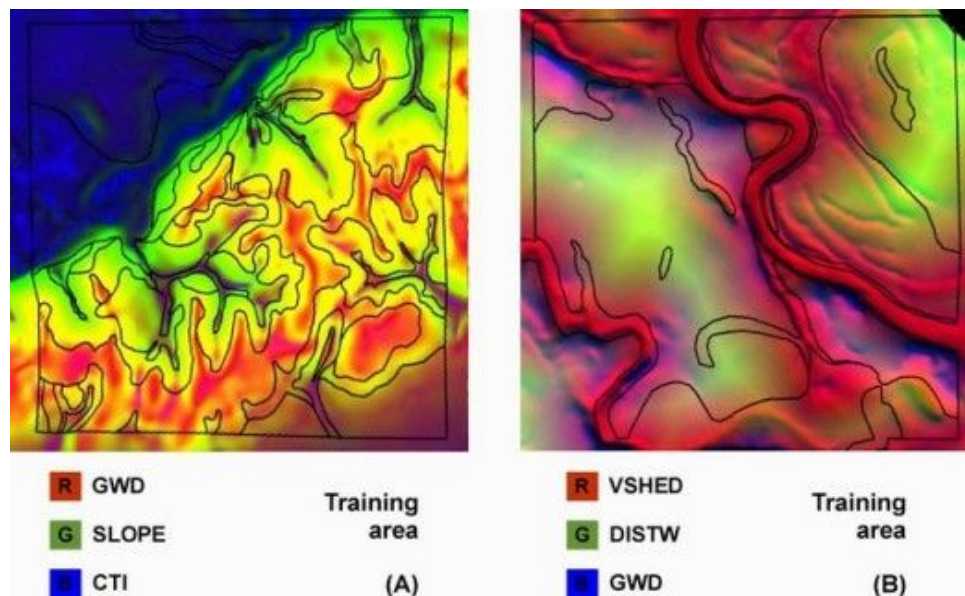 R GWD
G SLOPE
B CTI
Training
area
(A)
R VSHED
G DISTW
B GWD
Training
area
(B)